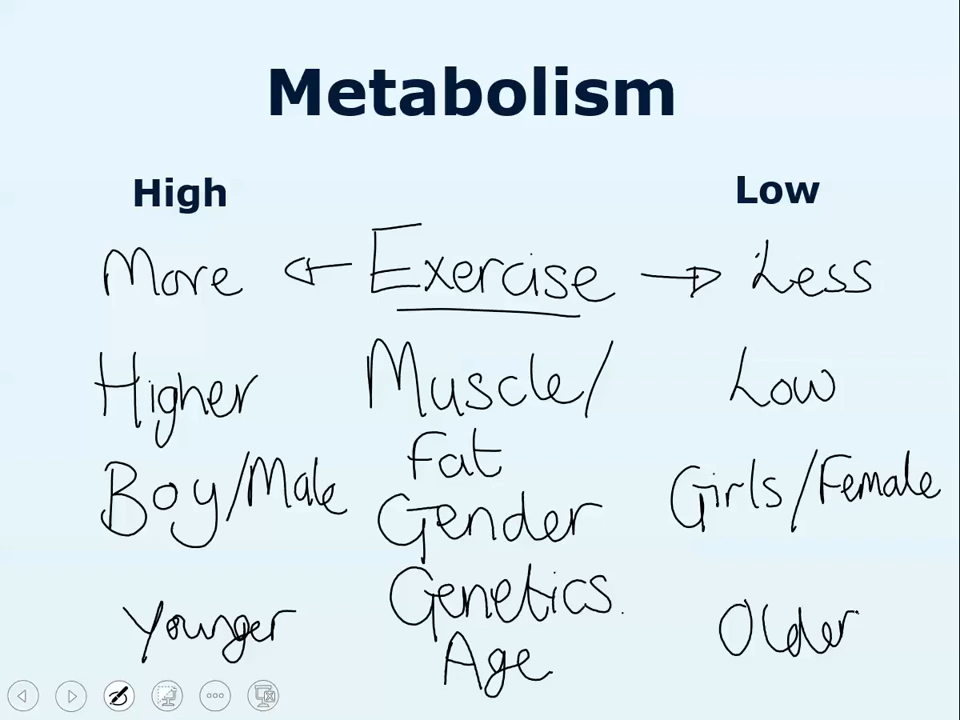 Metabolism
High Low
More Exercise Less
Higher Muscle/ Low
Fat
Boy/Male Gender Girls/Female
Genetics.
Younger Age Older